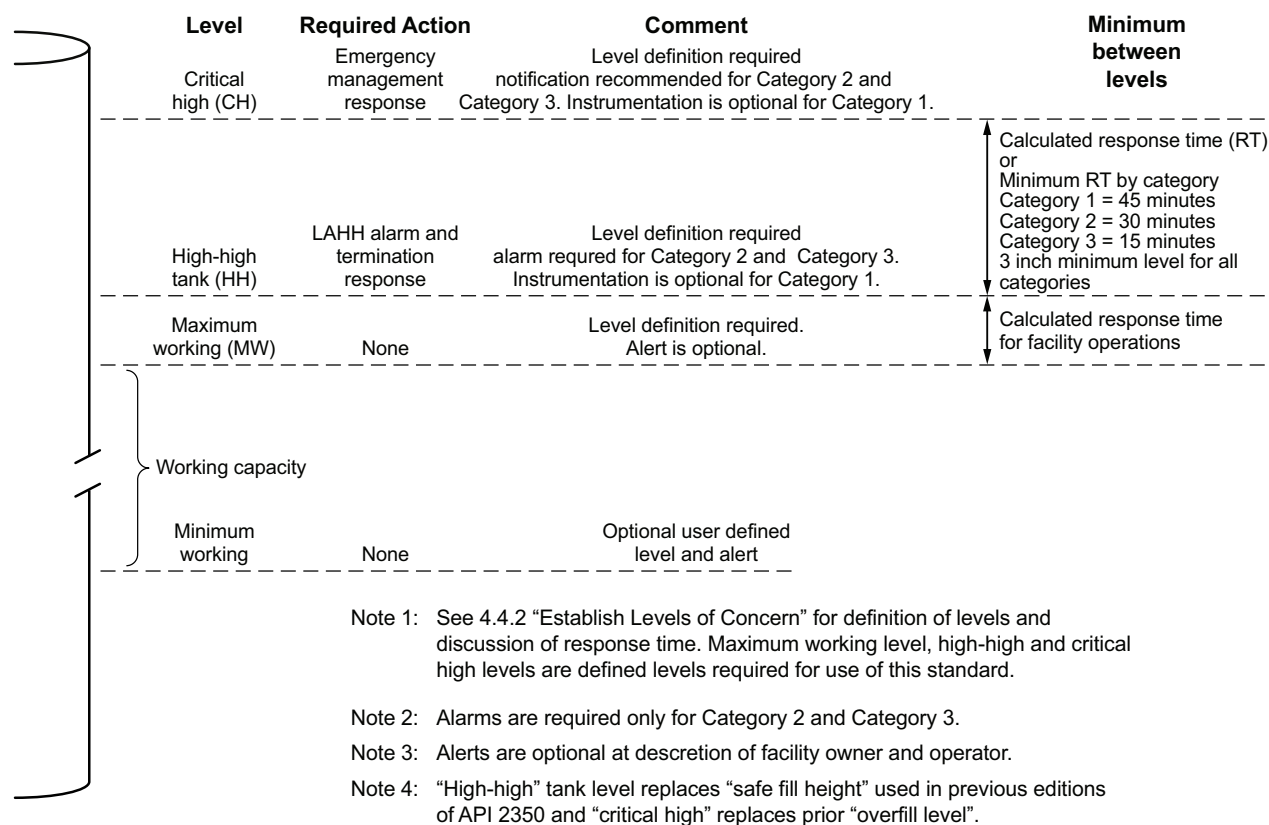 Level
Required Action
Comment
Minimum
between
levels
Critical
high (CH)
Emergency
management
response
Level definition required
notification recommended for Category 2 and
Category 3. Instrumentation is optional for Category 1.
Calculated response time (RT)
or
Minimum RT by category
Category 1 = 45 minutes
Category 2 = 30 minutes
Category 3 = 15 minutes
3 inch minimum level for all
categories
High-high
tank (HH)
LAHH alarm and
termination
response
Level definition required
alarm requred for Category 2 and Category 3.
Instrumentation is optional for Category 1.
Maximum
working (MW)
None
Level definition required.
Alert is optional.
Calculated response time
for facility operations
Working capacity
Minimum
working
None
Optional user defined
level and alert
Note 1: See 4.4.2 “Establish Levels of Concern” for definition of levels and
discussion of response time. Maximum working level, high-high and critical
high levels are defined levels required for use of this standard.
Note 2: Alarms are required only for Category 2 and Category 3.
Note 3: Alerts are optional at descretion of facility owner and operator.
Note 4: “High-high” tank level replaces “safe fill height” used in previous editions
of API 2350 and “critical high” replaces prior “overfill level”.